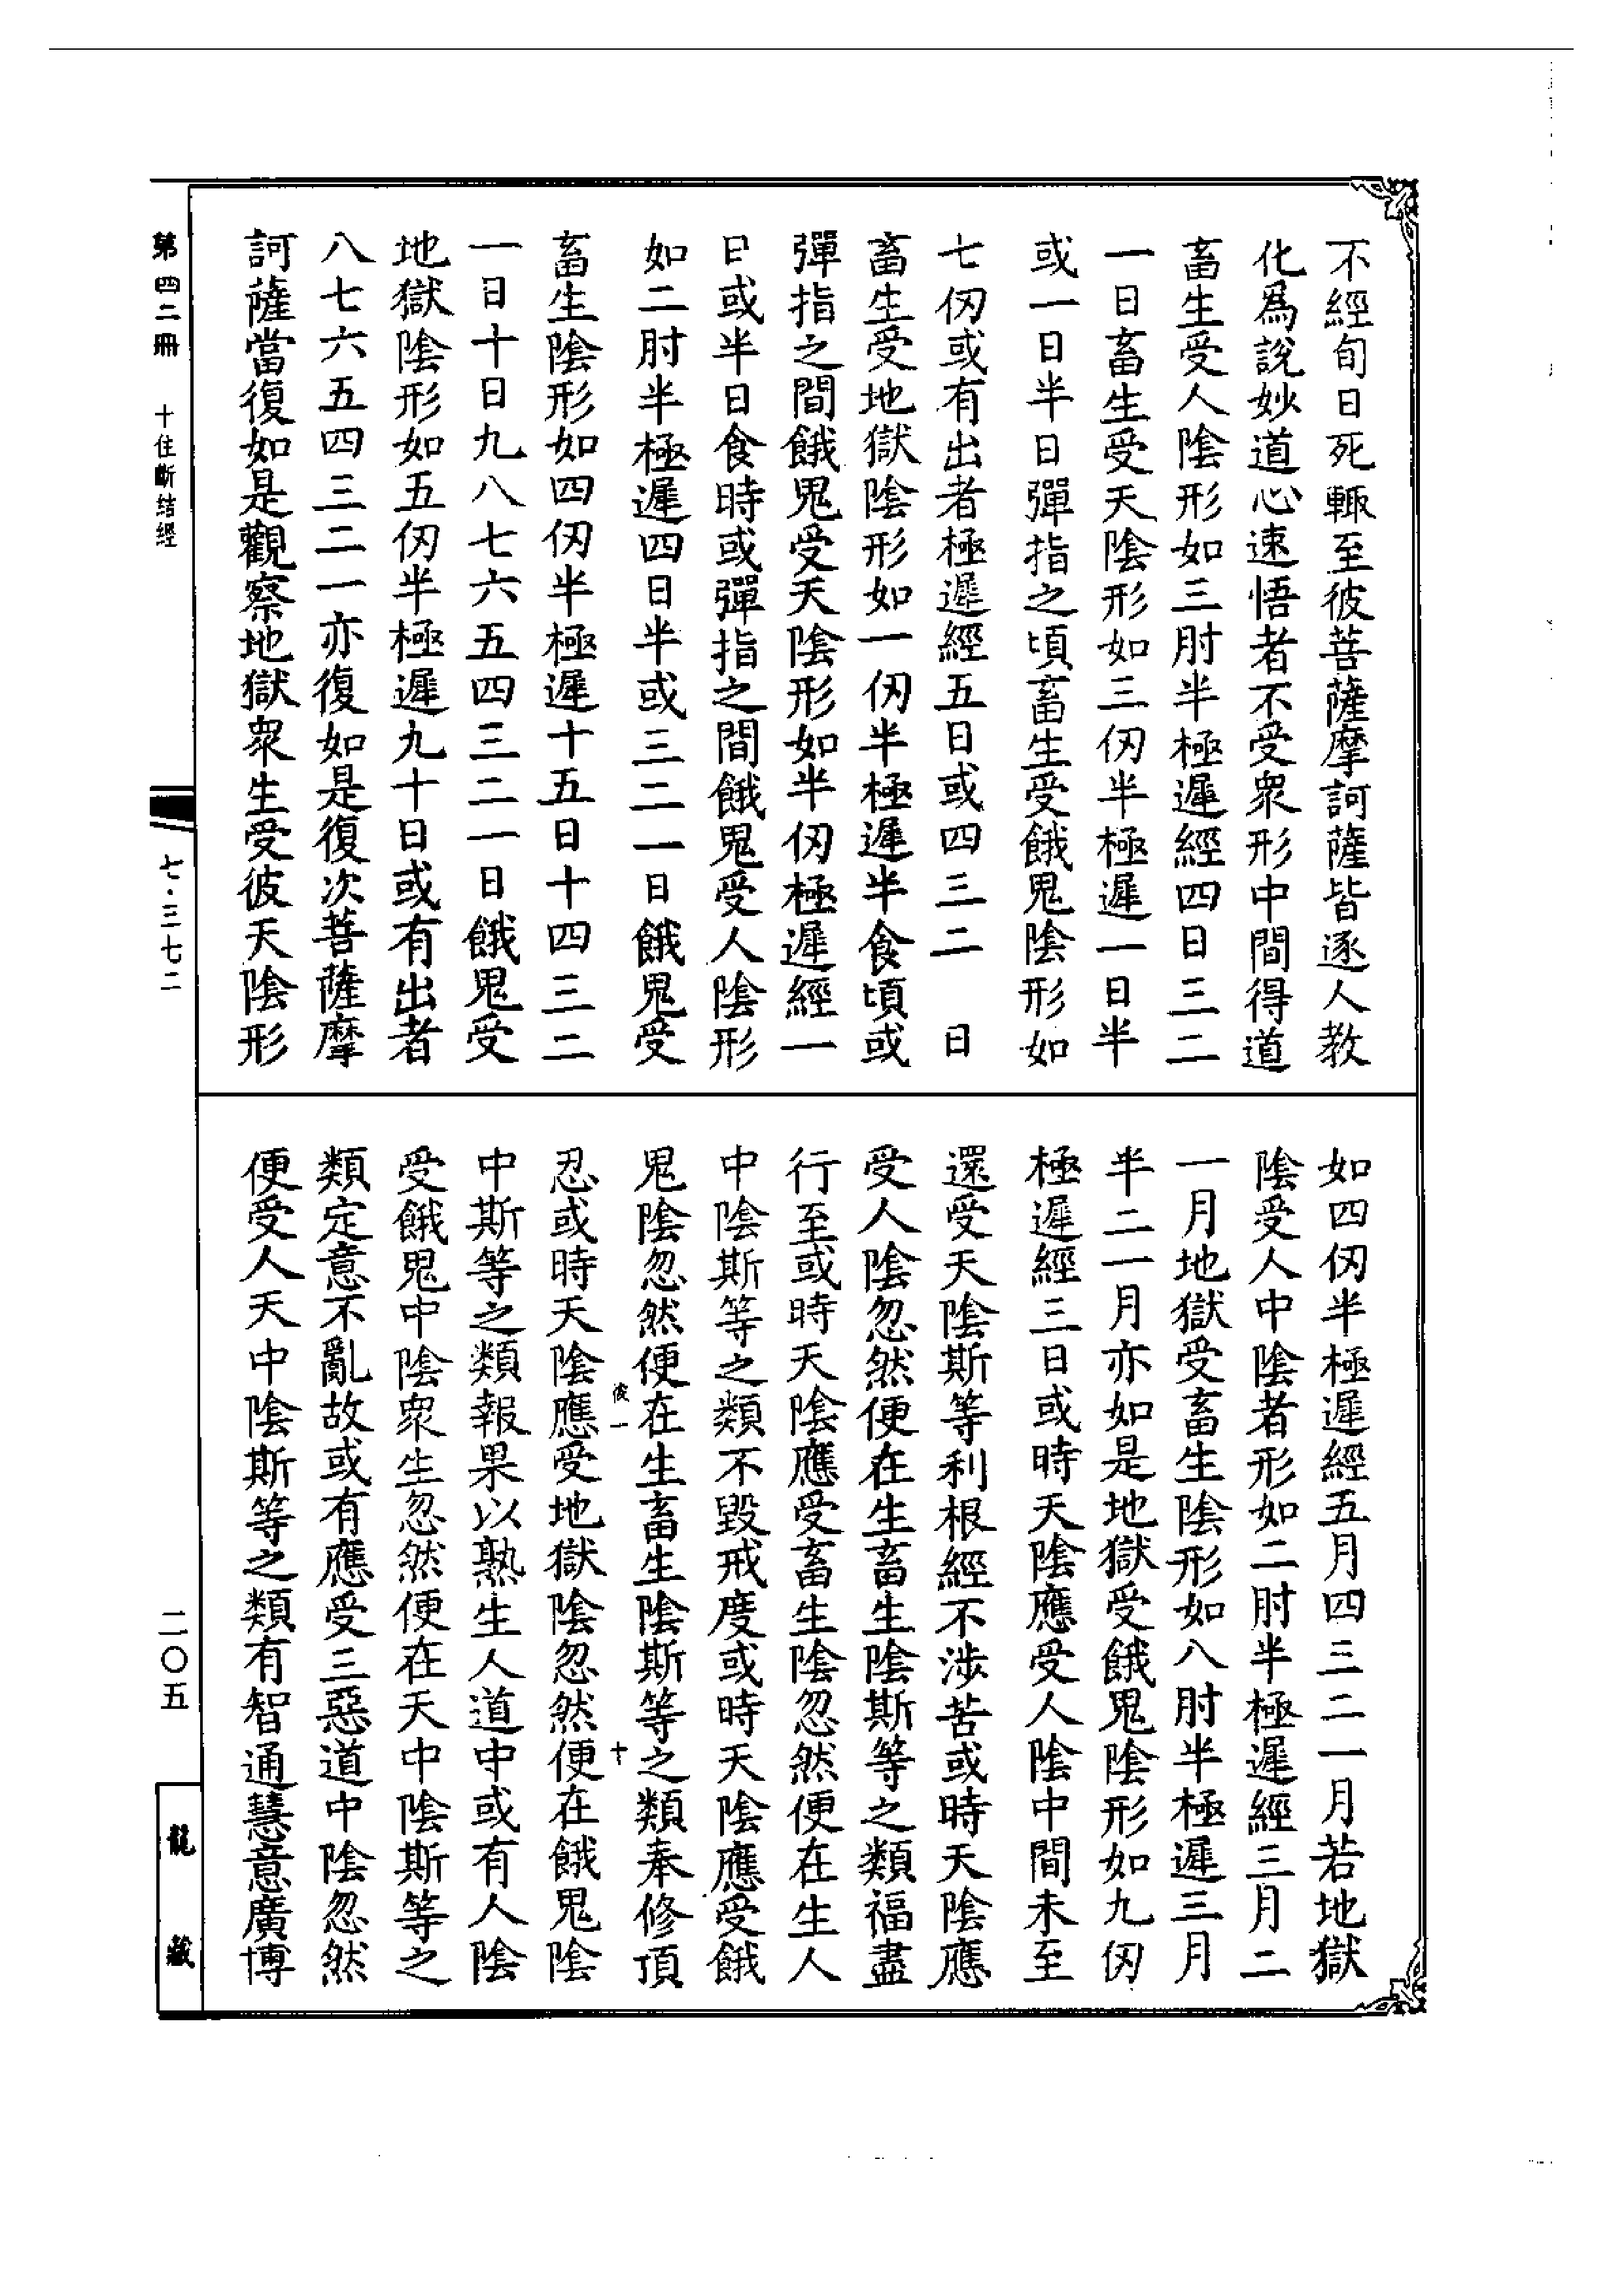 不經旬日死輙至彼菩薩摩訶薩皆逐人教
化爲說妙道心速悟者不受衆形中間得道
畜生受人陰形如三肘半極遲經四日三二
一日畜生受天陰形如三仞半極遲一日半
或一日半日彈指之頃畜生受餓鬼陰形如
七仞或有出者極遲經五日或四三二日
畜生受地獄陰形如一仞半極遲半食頃或
彈指之間餓鬼受天陰形如半仞極遲經一
日或半日食時或彈指之間餓鬼受人陰形
如二肘半極遲四日半或三二一日餓鬼受
畜生陰形如四仞半極遲十五日十四三二
一日十日九八七六五四三二一日餓鬼受
地獄陰形如五仞半極遲九十日或有出者
八七六五四三二一亦復如是復次菩薩摩
訶薩當復如是觀察地獄衆生受彼天陰形
如四仞半極遲經五月四三二一月若地獄
陰受人中陰者形如二肘半極遲經三月二
一月地獄受畜生陰形如八肘半極遲三月
半二一月亦如是地獄受餓鬼陰形如九仞
極遲經三日或時天陰應受人陰中間未至
還受天陰斯等利根經不涉苦或時天陰應
受人陰忽然便在生畜生陰斯等之類福盡
行至或時天陰應受畜生陰忽然便在生人
中陰斯等之類不毀戒度或時天陰應受餓
鬼陰忽然便在生畜生陰斯等之類奉修頂
彼一 十
忍或時天陰應受地獄陰忽然便在餓鬼陰
中斯等之類報果以熟生人道中或有人陰
受餓鬼中陰衆生忽然便在天中陰斯等之
類定意不亂故或有應受三惡道中陰忽然
便受人天中陰斯等之類有智通慧意廣博
第四二冊 十住斷結經
七·三七二
二〇五
龍藏